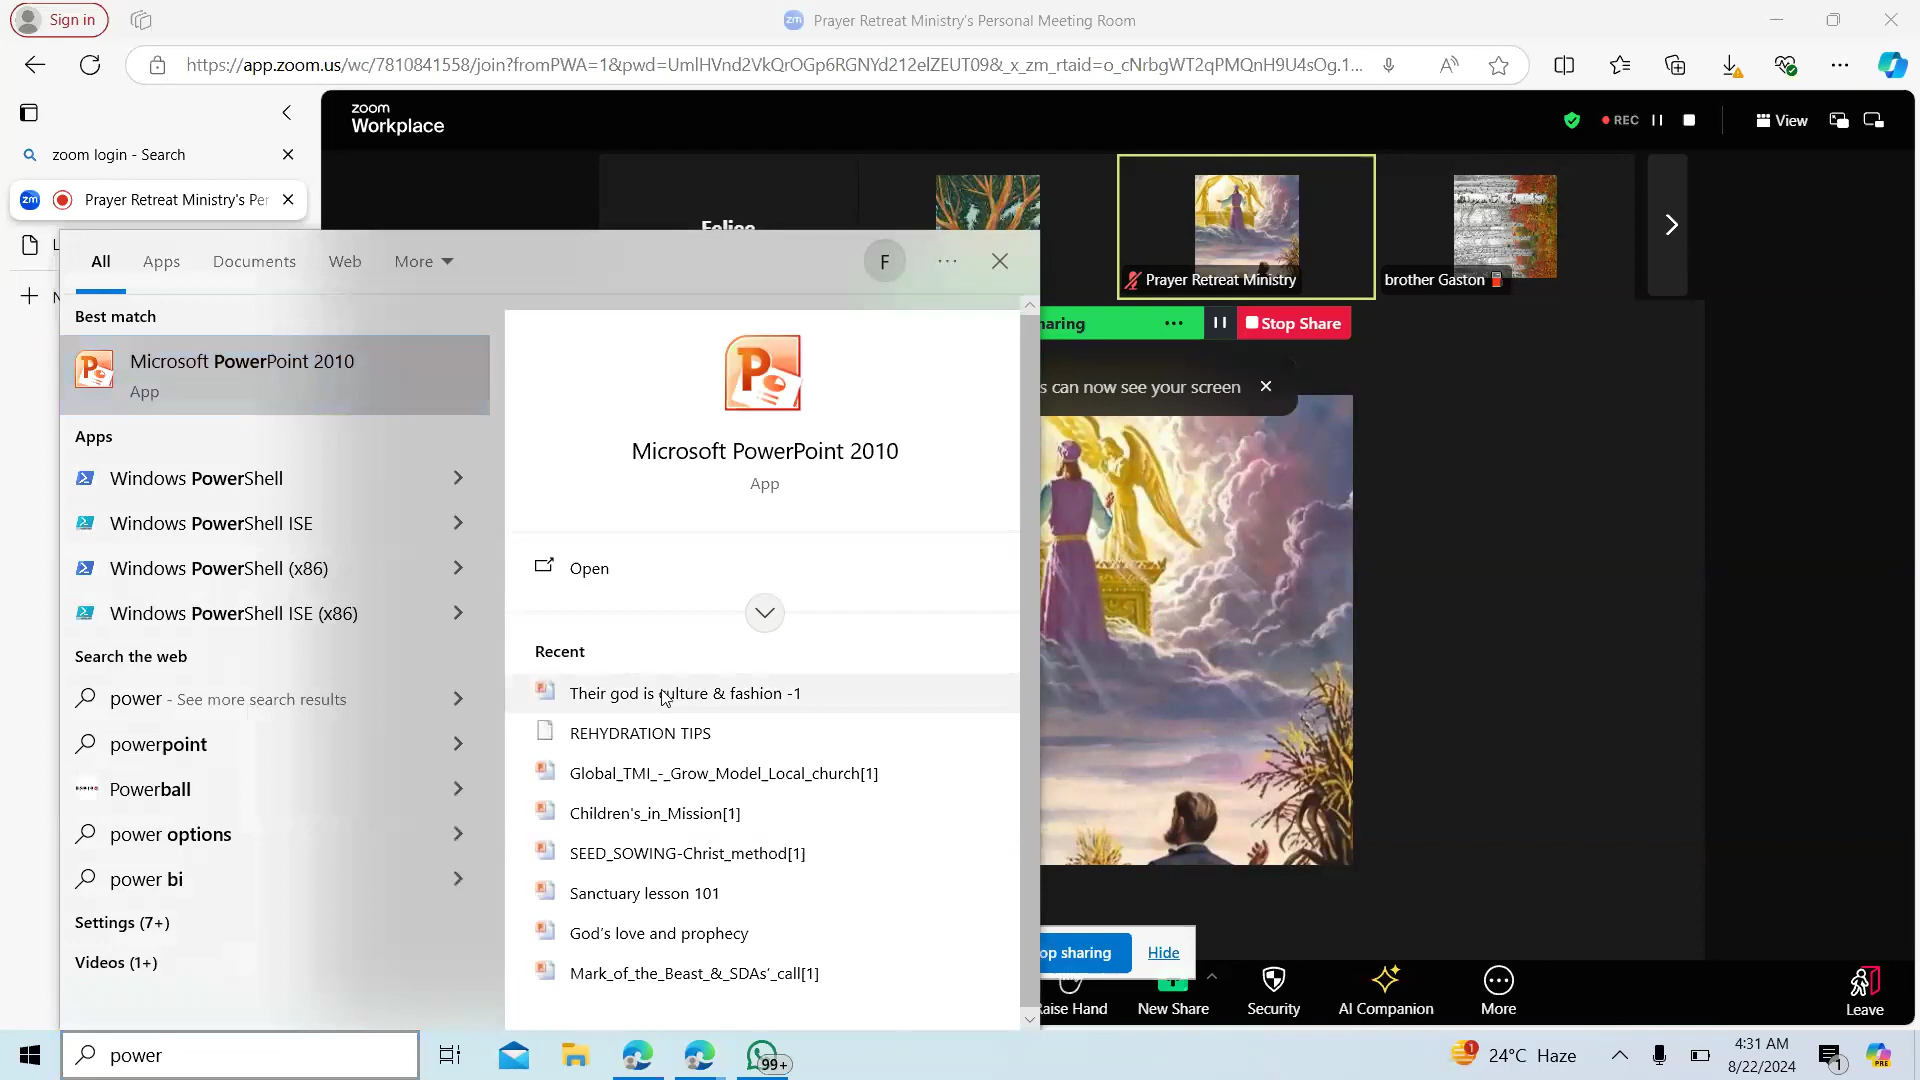 Sign in
Prayer Retreat Ministry's Personal Meeting Room
https://app.zoom.us/wc/7810841558/join?fromPWA=1&pwd=UmlHVnd2VkQrOGp6RGNYd212elZEUT09&_x_zm_rtaid=o_cNrbgWT2qPMQnH9U4sOg.1...
zoom
Workplace
REC
View
zoom login - Search
zm
Prayer Retreat Ministry's Per
Prayer Retreat Ministry
brother Gaston
All
Apps
Documents
Web
More
F
Best match
Microsoft PowerPoint 2010
App
Apps
Windows PowerShell
Windows PowerShell ISE
Windows PowerShell (x86)
Windows PowerShell ISE (x86)
Search the web
power - See more search results
powerpoint
Powerball
power options
power bi
Settings (7+)
Videos (1+)
Microsoft PowerPoint 2010
App
Open
Recent
Their god is culture & fashion -1
REHYDRATION TIPS
Global_TMI_-_Grow_Model_Local_church[1]
Children's_in_Mission[1]
SEED_SOWING-Christ_method[1]
Sanctuary lesson 101
God's love and prophecy
Mark_of_the_Beast_&_SDAs'_call[1]
haring
Stop Share
s can now see your screen
op sharing
Hide
aise Hand
New Share
Security
AI Companion
More
Leave
power
99+
24°C Haze
4:31 AM
8/22/2024
1